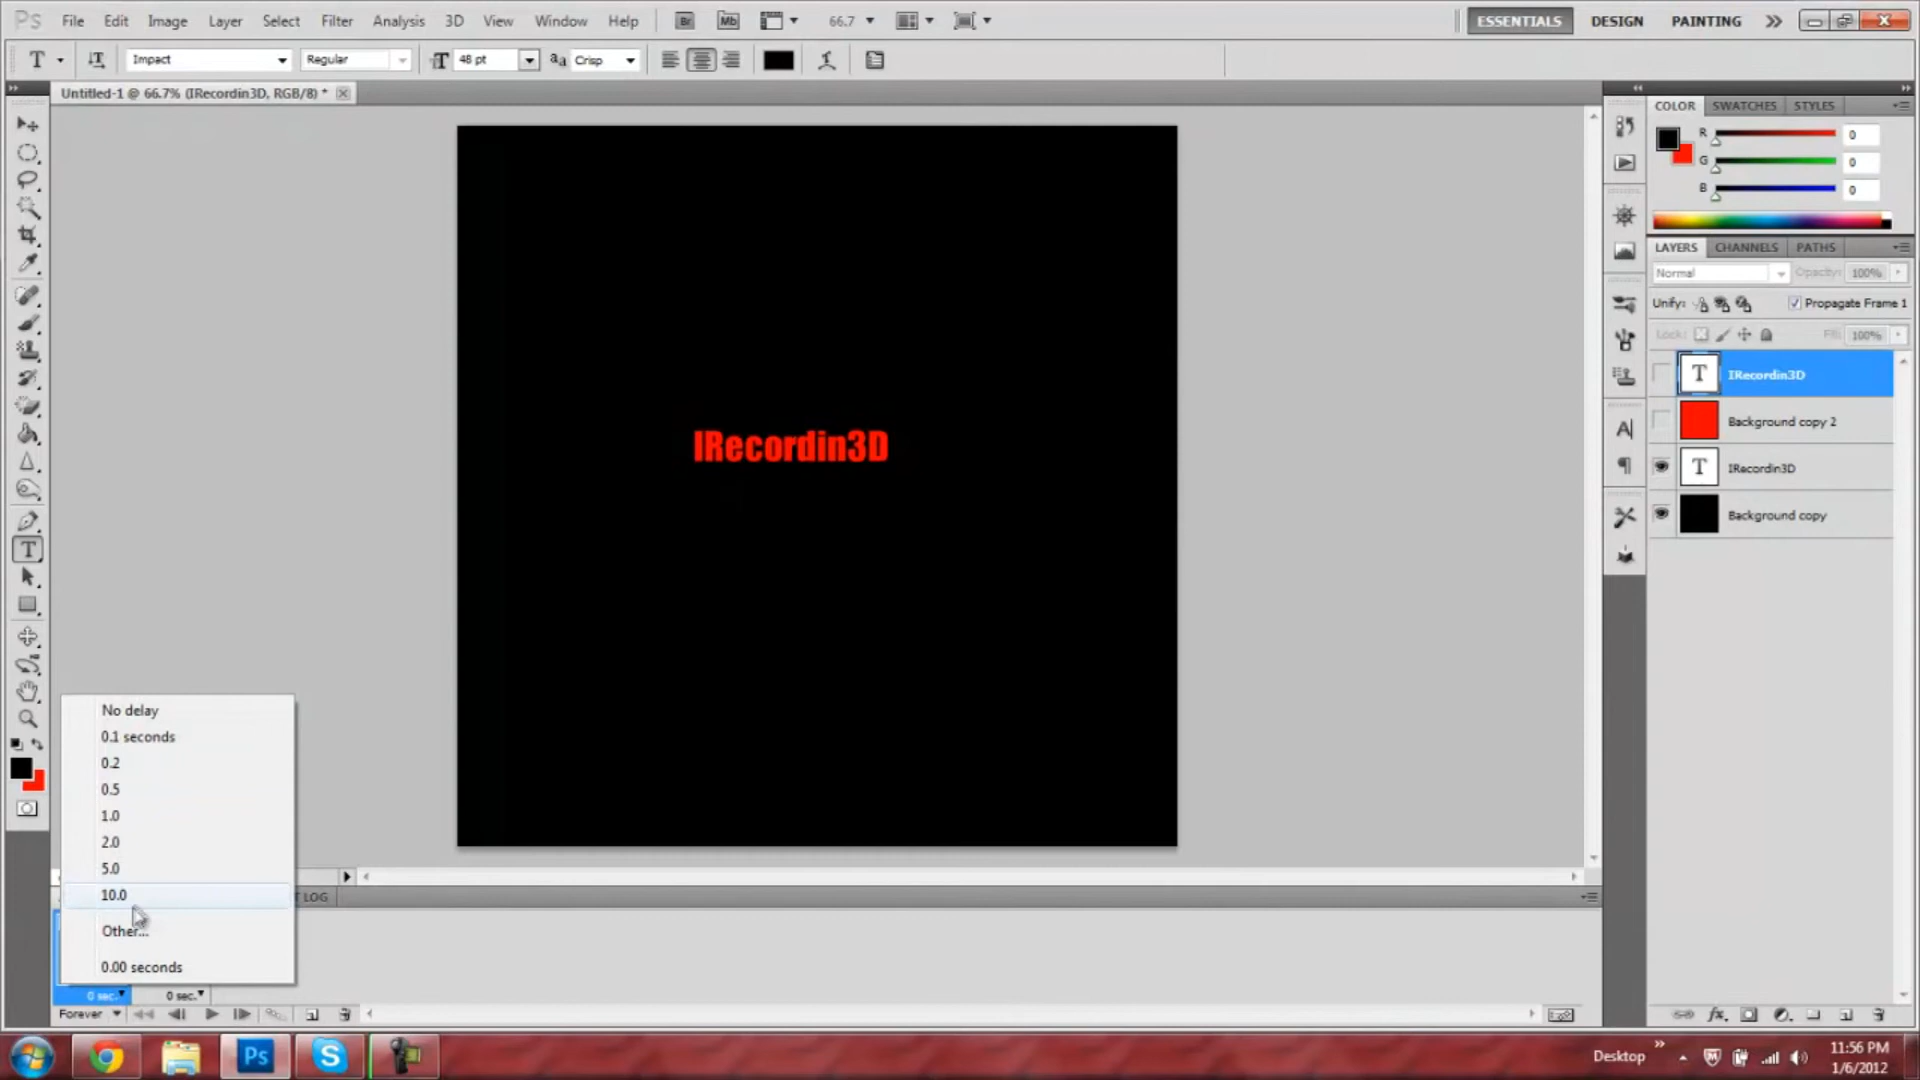 Ps File Edit Image Layer Select Filter Analysis 3D View Window Help Br Mb 66.7 ESSENTIALS DESIGN PAINTING
T Impact Regular 48 pt Crisp
Untitled-1 @ 66.7% (IRecordin3D, RGB/8) *
COLOR SWATCHES STYLES
R 0
G 0
B 0
LAYERS CHANNELS PATHS
Normal Opacity: 100%
Unify: Propagate Frame 1
Lock: Fill: 100%
T IRecordin3D
Background copy 2
T IRecordin3D
Background copy
IRecordin3D
No delay
0.1 seconds
0.2
0.5
1.0
2.0
5.0
10.0
Other...
0.00 seconds
T LOG
0 sec. 0 sec.
Forever
Ps
Desktop
11:56 PM
1/6/2012